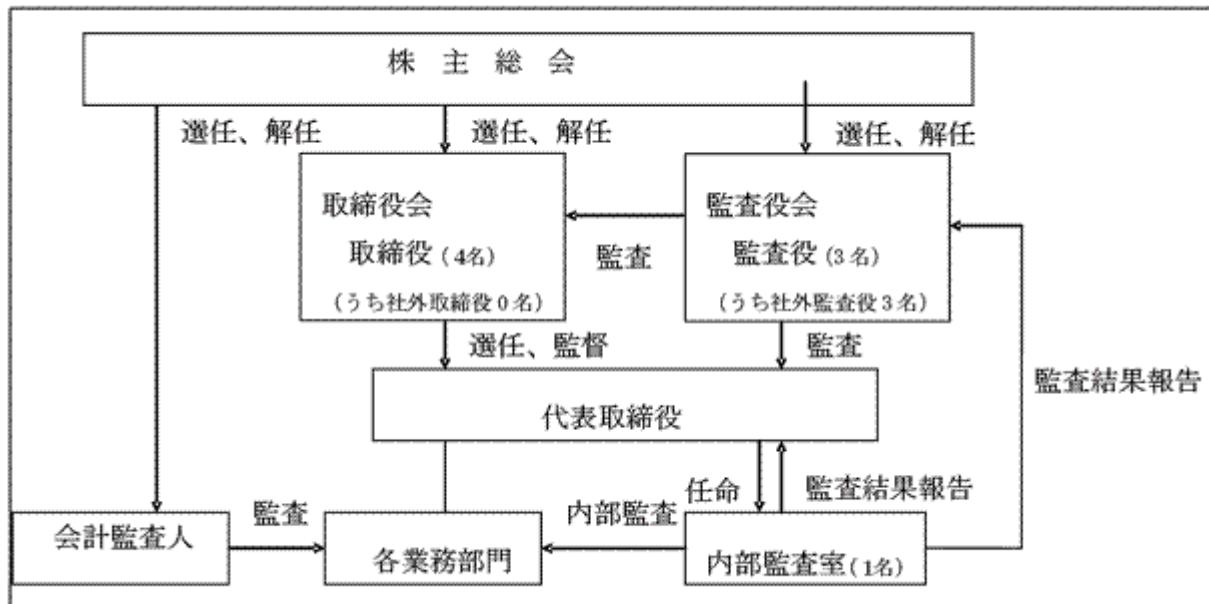 株 主 総 会
選任、解任
選任、解任
選任、解任
取締役会
取締役(4名)
(うち社外取締役0名)
監査
監査役会
監査役(3名)
(うち社外監査役3名)
選任、監督
監査
代表取締役
監査結果報告
任命
監査結果報告
会計監査人
監査
各業務部門
内部監査
内部監査室(1名)